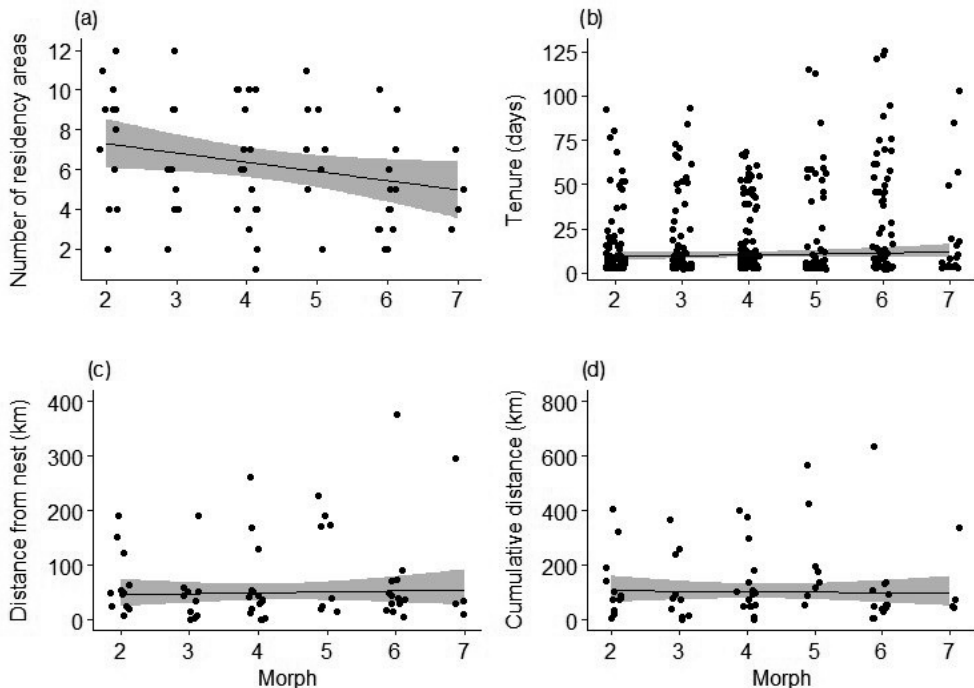 (a)
Number of residency areas
12
10
8
6
4
2
2 3 4 5 6 7
(b)
Tenure (days)
125
100
75
50
25
0
2 3 4 5 6 7
(c)
Distance from nest (km)
400
300
200
100
0
2 3 4 5 6 7
Morph
(d)
Cumulative distance (km)
800
600
400
200
0
2 3 4 5 6 7
Morph